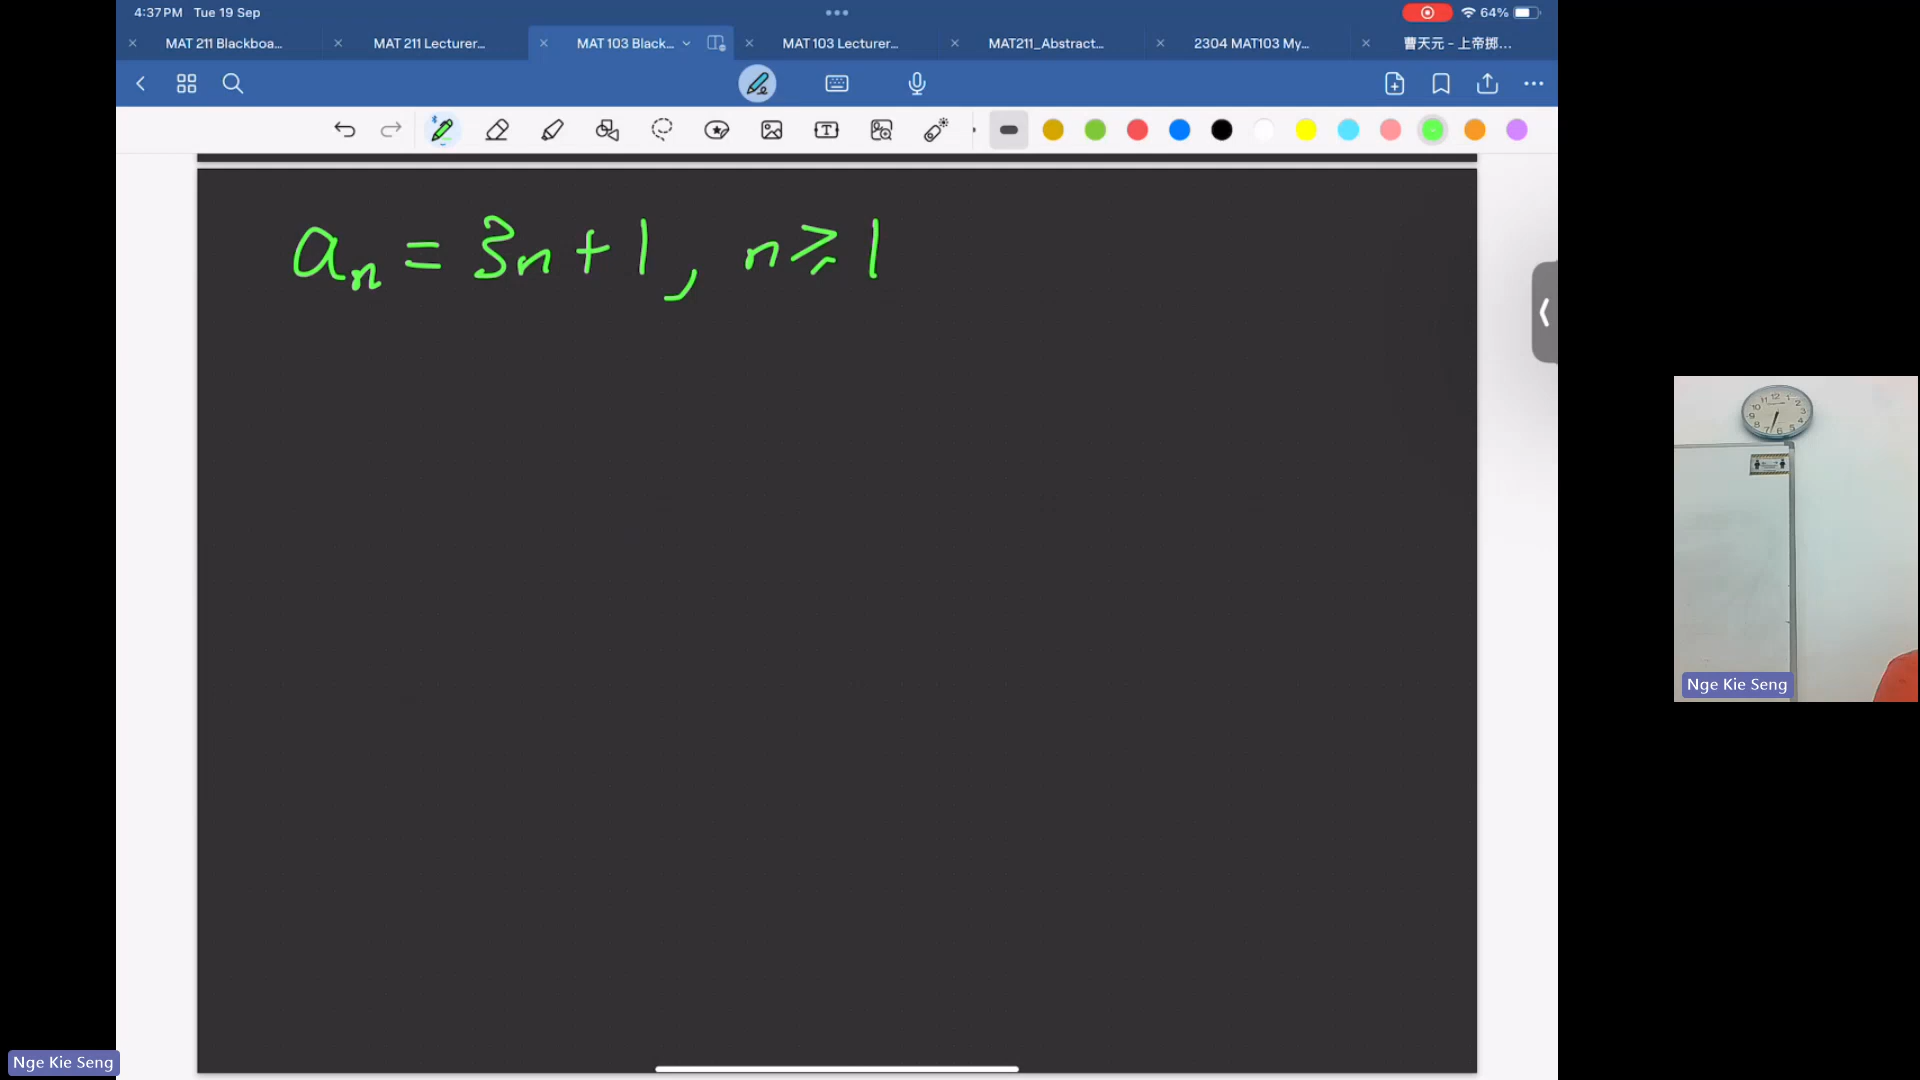 4:37 PM Tue 19 Sep
64%
MAT 211 Blackboa...
MAT 211 Lecturer...
MAT 103 Black...
MAT 103 Lecturer...
MAT211_Abstract...
2304 MAT103 My...
曹天元 - 上帝掷...
aₙ = 3n + 1, n ⩾ 1
Nge Kie Seng
Nge Kie Seng